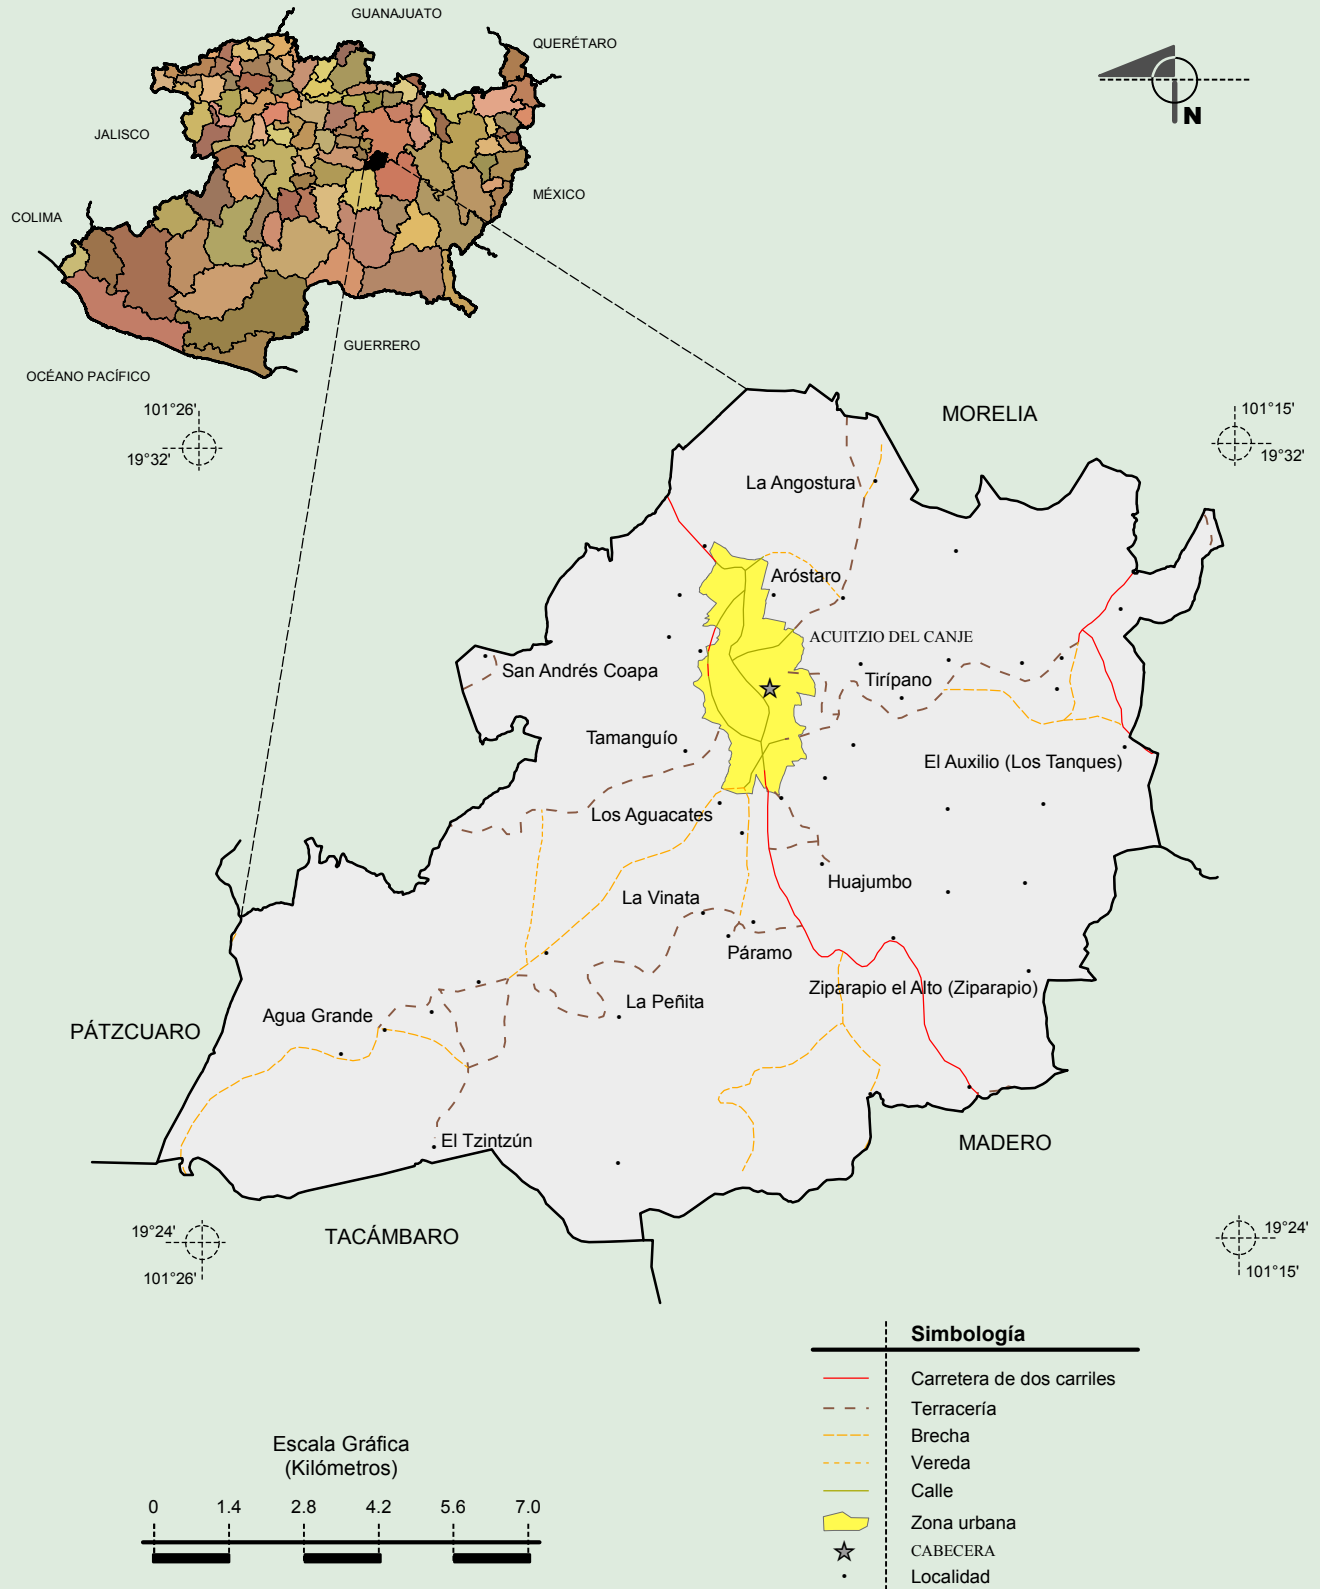 GUANAJUATO
QUERÉTARO
JALISCO
MÉXICO
COLIMA
GUERRERO
OCÉANO PACÍFICO
N
101°26'
19°32'
MORELIA
101°15'
19°32'
La Angostura
Aróstaro
ACUITZIO DEL CANJE
San Andrés Coapa
Tirípano
Tamanguío
El Auxilio (Los Tanques)
Los Aguacates
Huajumbo
La Vinata
Páramo
Ziparapio el Alto (Ziparapio)
La Peñita
Agua Grande
PÁTZCUARO
El Tzintzún
MADERO
TACÁMBARO
19°24'
101°26'
19°24'
101°15'
Simbología
Carretera de dos carriles
Terracería
Brecha
Vereda
Calle
Zona urbana
CABECERA
Localidad
Escala Gráfica
(Kilómetros)
0 1.4 2.8 4.2 5.6 7.0